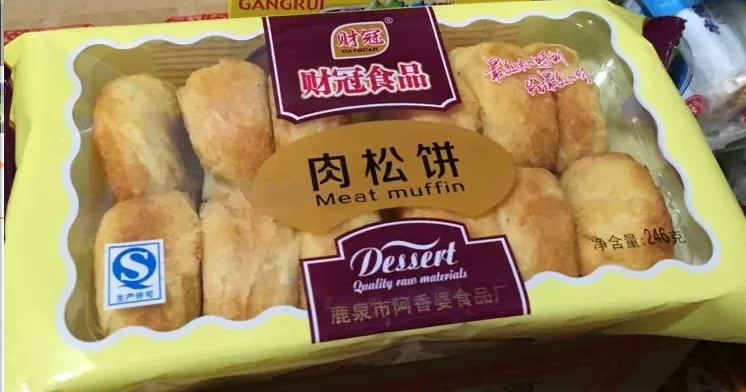 GANGRUI
财冠
CAIGUAN
®
财冠食品
肉松饼
Meat muffin
Dessert
Quality raw materials
鹿泉市阿香婆食品厂
净含量:246克
生产许可